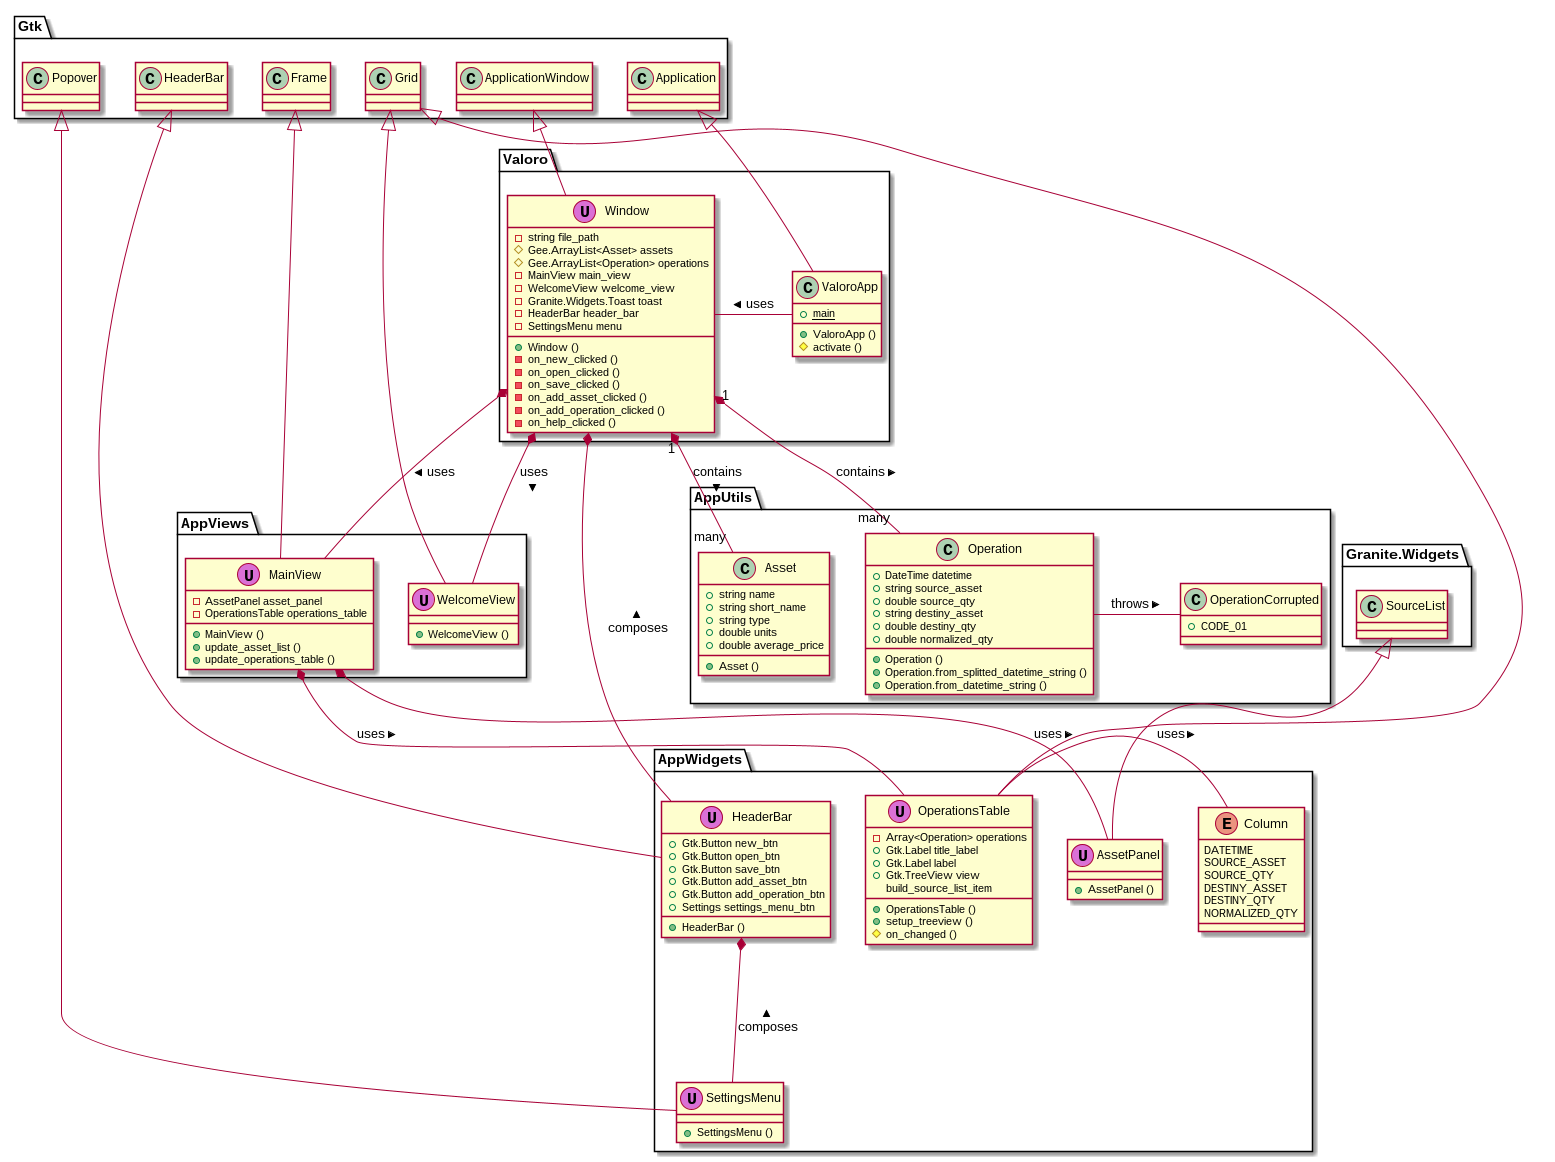 Gtk
C Popover
C HeaderBar
C Frame
C Grid
C ApplicationWindow
C Application
Valoro
U Window
string file_path
Gee.ArrayList<Asset> assets
Gee.ArrayList<Operation> operations
MainView main_view
WelcomeView welcome_view
Granite.Widgets.Toast toast
HeaderBar header_bar
SettingsMenu menu
Window ()
on_new_clicked ()
on_open_clicked ()
on_save_clicked ()
on_add_asset_clicked ()
on_add_operation_clicked ()
on_help_clicked ()
◄ uses
C ValoroApp
main
ValoroApp ()
activate ()
1
1
◄ uses
uses
▼
contains
▼
contains ►
many
many
AppViews
U MainView
AssetPanel asset_panel
OperationsTable operations_table
MainView ()
update_asset_list ()
update_operations_table ()
U WelcomeView
WelcomeView ()
▲
composes
AppUtils
C Asset
string name
string short_name
string type
double units
double average_price
Asset ()
C Operation
DateTime datetime
string source_asset
double source_qty
string destiny_asset
double destiny_qty
double normalized_qty
Operation ()
Operation.from_splitted_datetime_string ()
Operation.from_datetime_string ()
throws ►
C OperationCorrupted
CODE_01
Granite.Widgets
C SourceList
uses ►
uses ►
uses ►
AppWidgets
U HeaderBar
Gtk.Button new_btn
Gtk.Button open_btn
Gtk.Button save_btn
Gtk.Button add_asset_btn
Gtk.Button add_operation_btn
Settings settings_menu_btn
HeaderBar ()
U OperationsTable
Array<Operation> operations
Gtk.Label title_label
Gtk.Label label
Gtk.TreeView view
build_source_list_item
OperationsTable ()
setup_treeview ()
on_changed ()
U AssetPanel
AssetPanel ()
E Column
DATETIME
SOURCE_ASSET
SOURCE_QTY
DESTINY_ASSET
DESTINY_QTY
NORMALIZED_QTY
▲
composes
U SettingsMenu
SettingsMenu ()